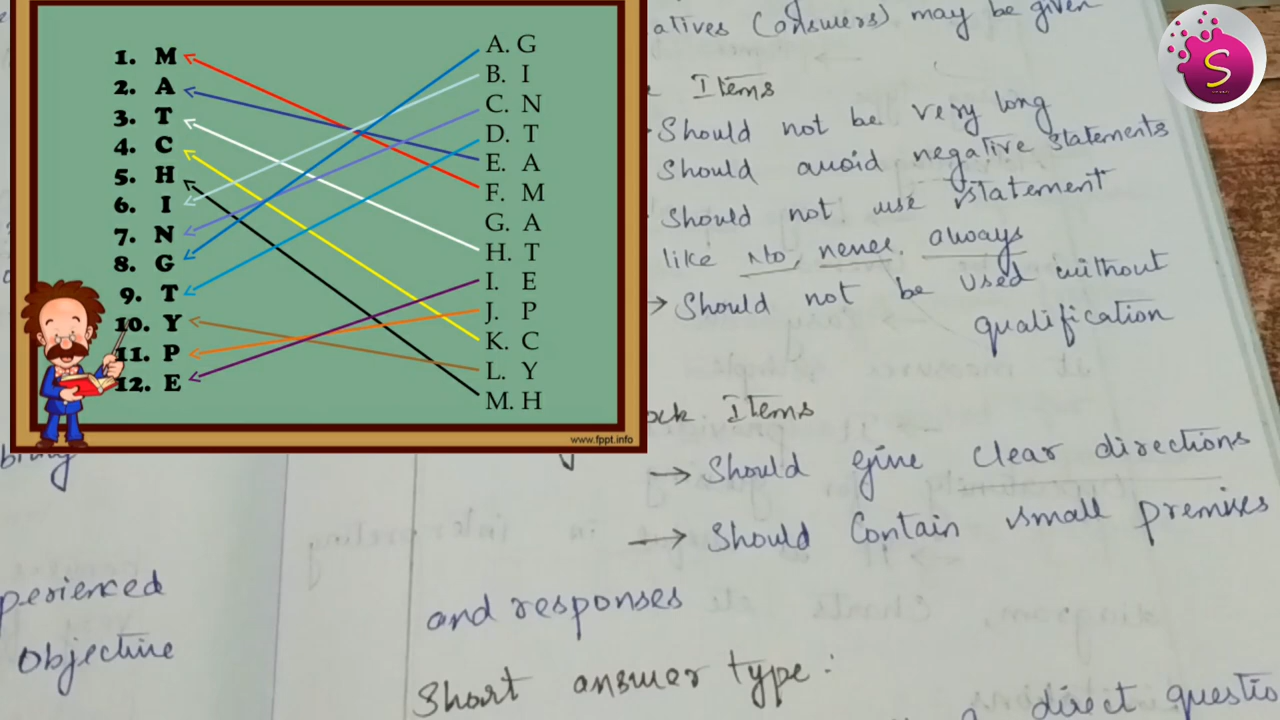 1. M
2. A
3. T
4. C
5. H
6. I
7. N
8. G
9. T
10. Y
11. P
12. E
A. G
B. I
C. N
D. T
E. A
F. M
G. A
H. T
I. E
J. P
K. C
L. Y
M. H
www.fppt.info
S
atives (answers) may be given
Items
Should not be very long
Should avoid negative statements
Should not use statement
like No, never, always
→ Should not be used without
qualification
ock Items
→ Should give clear directions
→ Should Contain small premises
and responses
Short answer type:
direct questio
perienced
Objective